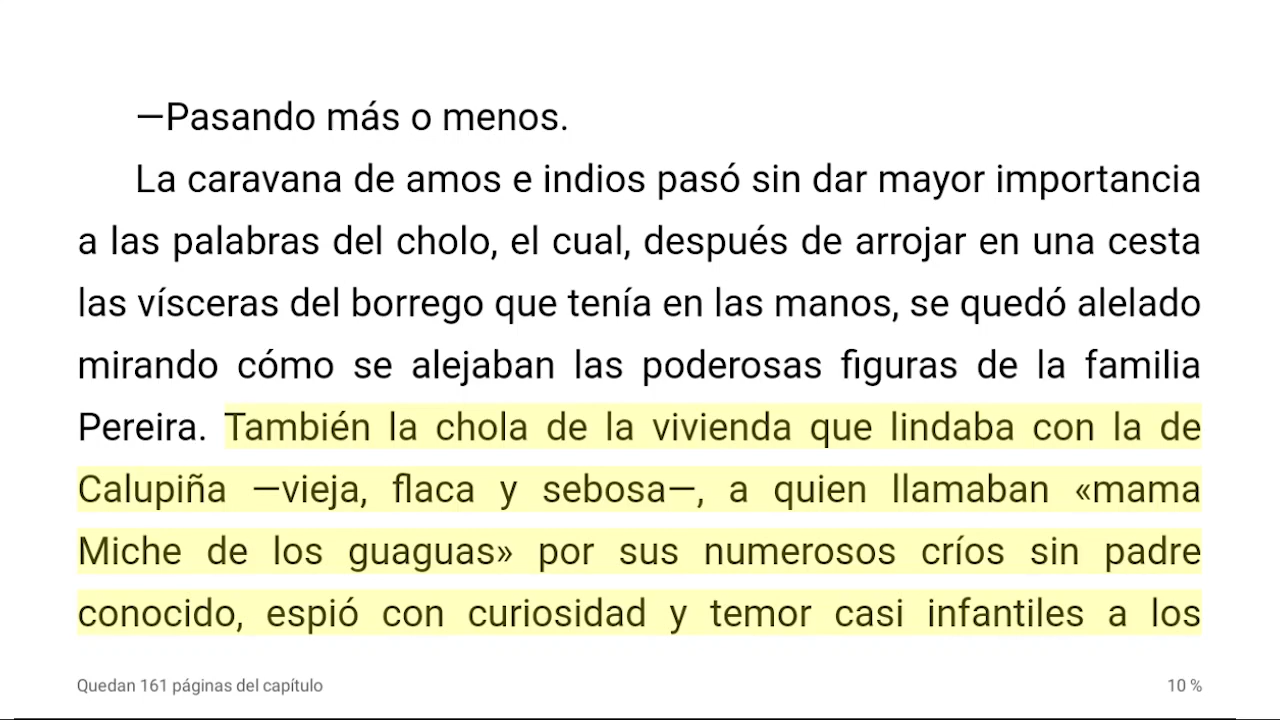 —Pasando más o menos.
La caravana de amos e indios pasó sin dar mayor importancia
a las palabras del cholo, el cual, después de arrojar en una cesta
las vísceras del borrego que tenía en las manos, se quedó alelado
mirando cómo se alejaban las poderosas figuras de la familia
Pereira. También la chola de la vivienda que lindaba con la de
Calupiña —vieja, flaca y sebosa—, a quien llamaban «mama
Miche de los guaguas» por sus numerosos críos sin padre
conocido, espió con curiosidad y temor casi infantiles a los
Quedan 161 páginas del capítulo
10 %